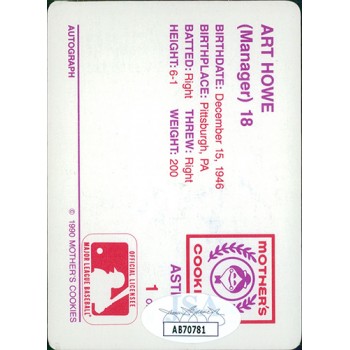 ART HOWE
(Manager) 18
BIRTHDATE: December 15, 1946
BIRTHPLACE: Pittsburgh, PA
BATTED: Right THREW: Right
HEIGHT: 6-1 WEIGHT: 200
AUTOGRAPH
MOTHER'S
COOKI
AST
1
OFFICIAL LICENSEE
MAJOR LEAGUE BASEBALL
© 1990 MOTHER'S COOKIES
JSA
AB70781